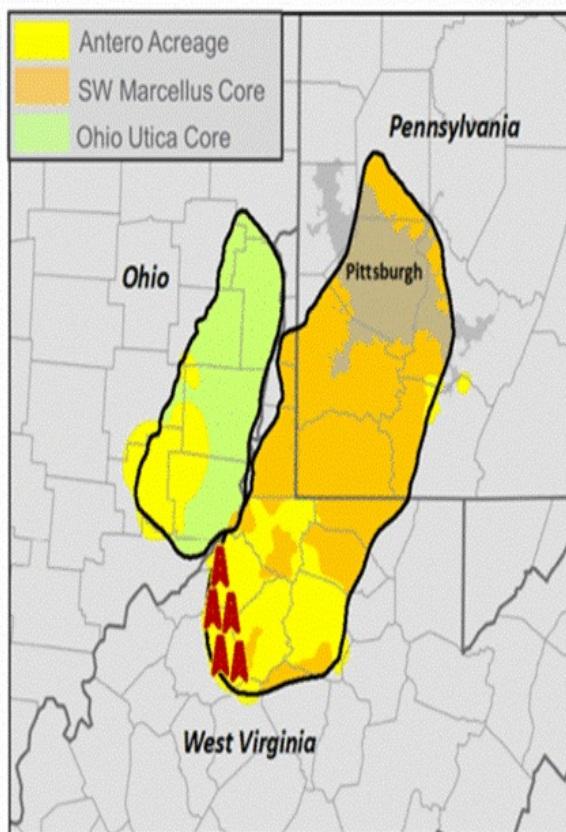 Antero Acreage
SW Marcellus Core
Ohio Utica Core
Pennsylvania
Ohio
Pittsburgh
West Virginia